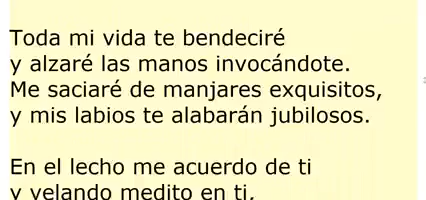 Toda mi vida te bendeciré
y alzaré las manos invocándote.
Me saciaré de manjares exquisitos,
y mis labios te alabarán jubilosos.

En el lecho me acuerdo de ti
y velando medito en ti,